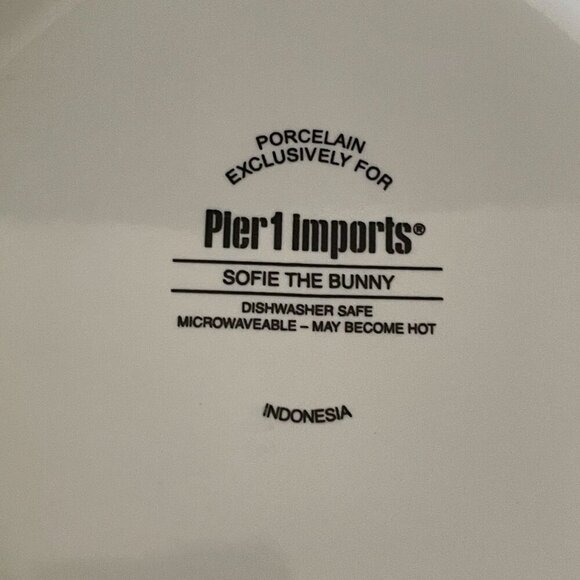 PORCELAIN
EXCLUSIVELY FOR
Pier1 Imports®
SOFIE THE BUNNY
DISHWASHER SAFE
MICROWAVEABLE – MAY BECOME HOT
INDONESIA